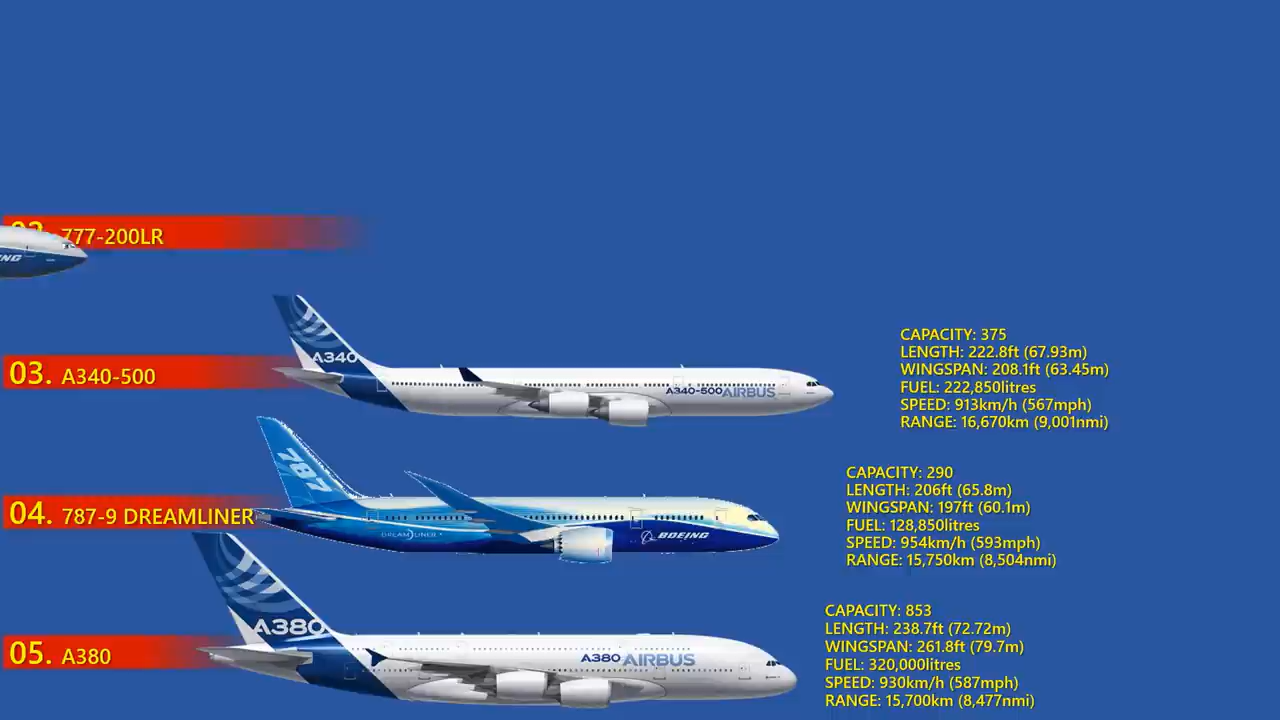 777-200LR
NG
A340
03. A340-500
A340-500 AIRBUS
CAPACITY: 375
LENGTH: 222.8ft (67.93m)
WINGSPAN: 208.1ft (63.45m)
FUEL: 222,850litres
SPEED: 913km/h (567mph)
RANGE: 16,670km (9,001nmi)
787
04. 787-9 DREAMLINER
DREAMLINER
BOEING
CAPACITY: 290
LENGTH: 206ft (65.8m)
WINGSPAN: 197ft (60.1m)
FUEL: 128,850litres
SPEED: 954km/h (593mph)
RANGE: 15,750km (8,504nmi)
A380
05. A380
A380 AIRBUS
CAPACITY: 853
LENGTH: 238.7ft (72.72m)
WINGSPAN: 261.8ft (79.7m)
FUEL: 320,000litres
SPEED: 930km/h (587mph)
RANGE: 15,700km (8,477nmi)